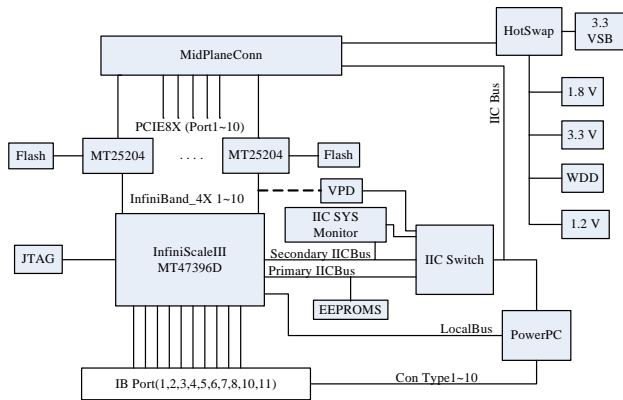 HotSwap
3.3
VSB
MidPlaneConn
IIC Bus
1.8 V
PCIE8X (Port1~10)
3.3 V
Flash
MT25204
. . . .
MT25204
Flash
WDD
VPD
InfiniBand_4X 1~10
IIC SYS
Monitor
1.2 V
InfiniScaleIII
MT47396D
JTAG
Secondary IICBus
IIC Switch
Primary IICBus
EEPROMS
LocalBus
PowerPC
IB Port(1,2,3,4,5,6,7,8,10,11)
Con Type1~10